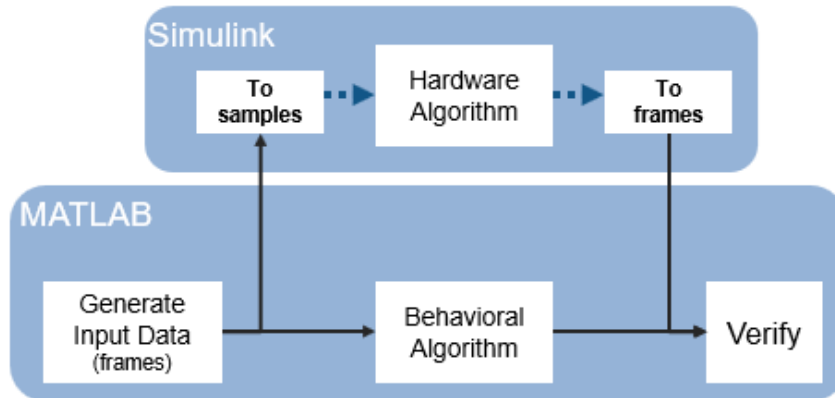 Simulink
To
samples
Hardware
Algorithm
To
frames
MATLAB
Generate
Input Data
(frames)
Behavioral
Algorithm
Verify